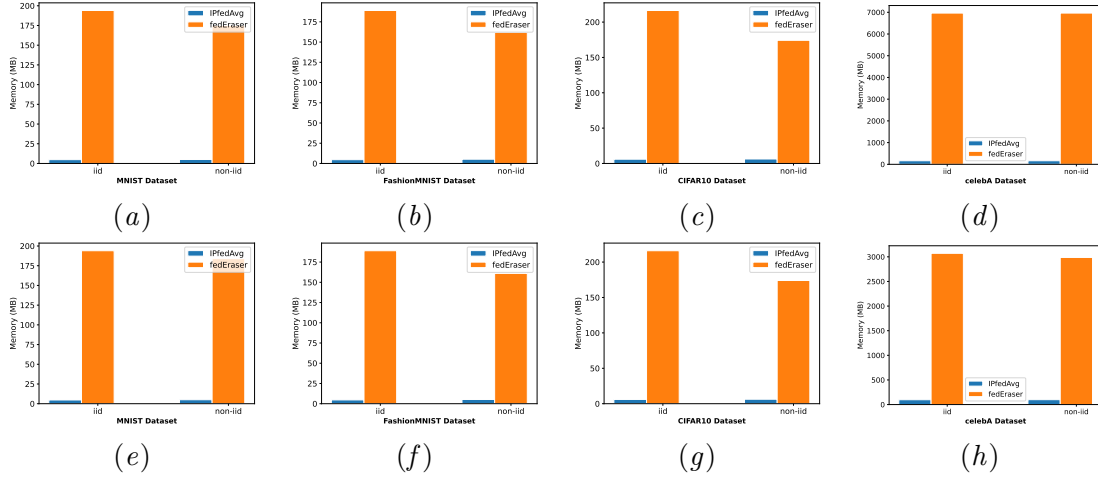 200
175
150
125
100
75
50
25
0
Memory (MB)
IPfedAvg
fedEraser
iid
non-iid
MNIST Dataset
(a)
175
150
125
100
75
50
25
0
Memory (MB)
IPfedAvg
fedEraser
iid
non-iid
FashionMNIST Dataset
(b)
200
150
100
50
0
Memory (MB)
IPfedAvg
fedEraser
iid
non-iid
CIFAR10 Dataset
(c)
7000
6000
5000
4000
3000
2000
1000
0
Memory (MB)
IPfedAvg
fedEraser
iid
non-iid
celebA Dataset
(d)
200
175
150
125
100
75
50
25
0
Memory (MB)
IPfedAvg
fedEraser
iid
non-iid
MNIST Dataset
(e)
175
150
125
100
75
50
25
0
Memory (MB)
IPfedAvg
fedEraser
iid
non-iid
FashionMNIST Dataset
(f)
200
150
100
50
0
Memory (MB)
IPfedAvg
fedEraser
iid
non-iid
CIFAR10 Dataset
(g)
3000
2500
2000
1500
1000
500
0
Memory (MB)
IPfedAvg
fedEraser
iid
non-iid
celebA Dataset
(h)